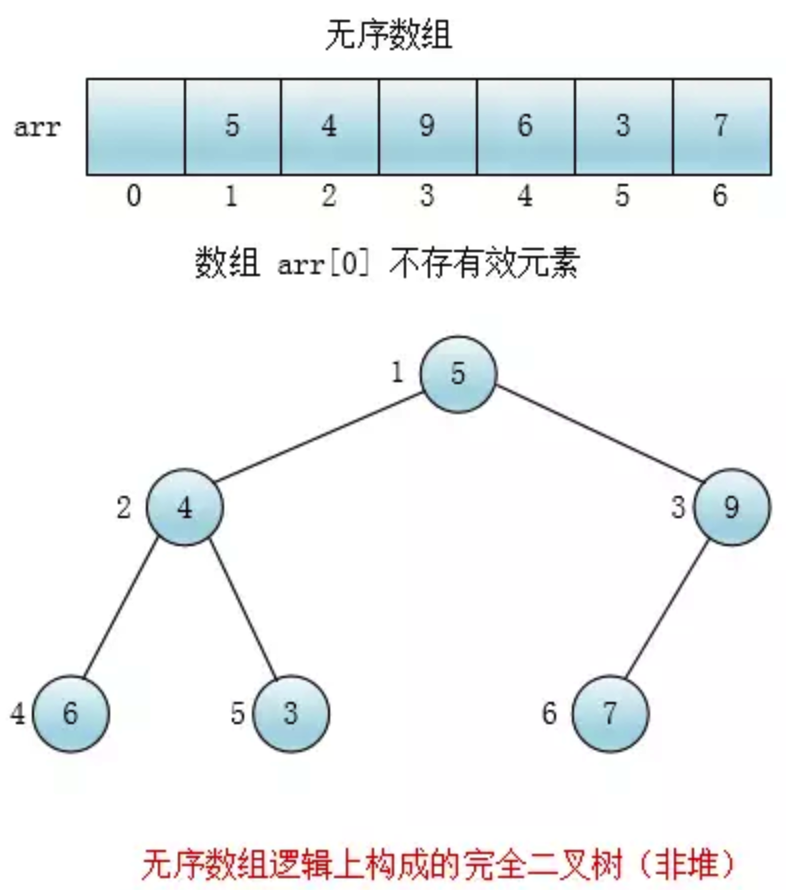 无序数组
arr 5 4 9 6 3 7
0 1 2 3 4 5 6
数组 arr[0] 不存有效元素
1 5
2 4 3 9
4 6 5 3 6 7
无序数组逻辑上构成的完全二叉树（非堆）